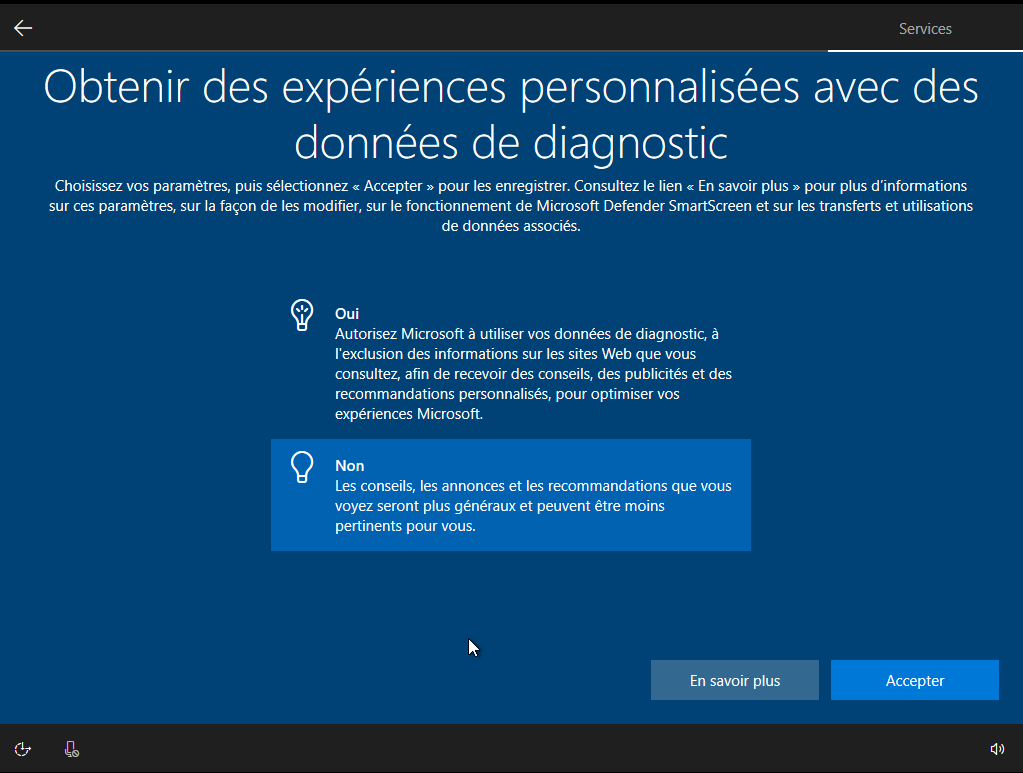 Services
Obtenir des expériences personnalisées avec des
données de diagnostic
Choisissez vos paramètres, puis sélectionnez « Accepter » pour les enregistrer. Consultez le lien « En savoir plus » pour plus d'informations
sur ces paramètres, sur la façon de les modifier, sur le fonctionnement de Microsoft Defender SmartScreen et sur les transferts et utilisations
de données associés.
Oui
Autorisez Microsoft à utiliser vos données de diagnostic, à
l'exclusion des informations sur les sites Web que vous
consultez, afin de recevoir des conseils, des publicités et des
recommandations personnalisés, pour optimiser vos
expériences Microsoft.
Non
Les conseils, les annonces et les recommandations que vous
voyez seront plus généraux et peuvent être moins
pertinents pour vous.
En savoir plus
Accepter